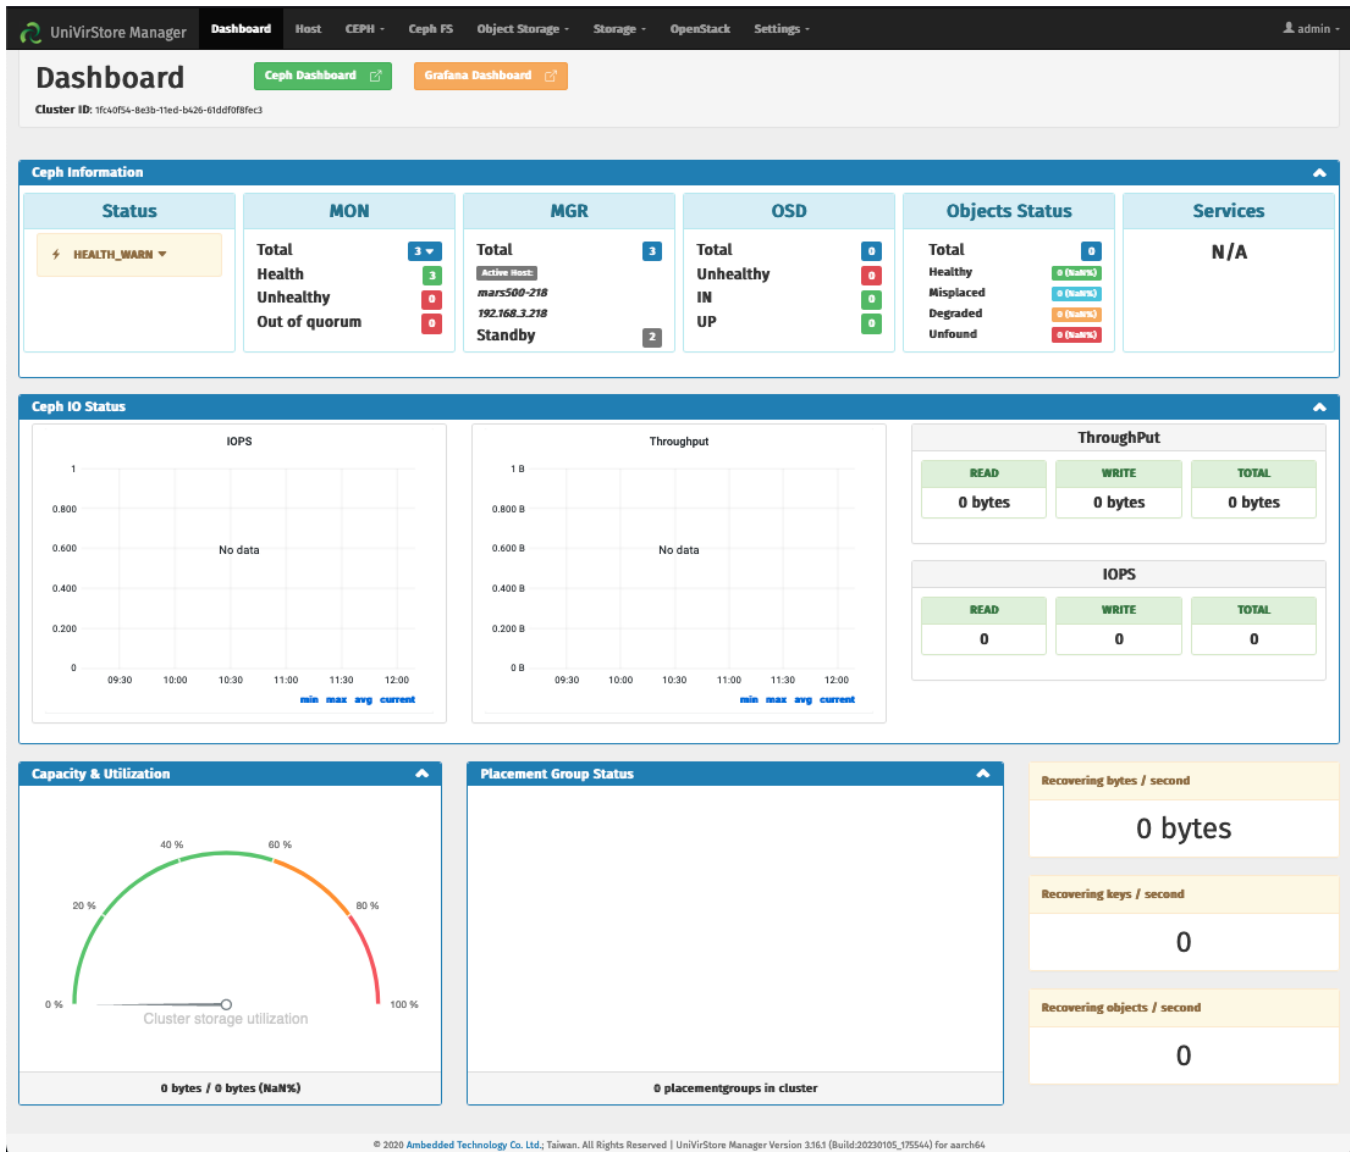 UniVirStore Manager Dashboard Host CEPH Ceph FS Object Storage Storage OpenStack Settings admin
Dashboard Ceph Dashboard Grafana Dashboard
Cluster ID: 1fc40f54-8e3b-11ed-b426-61ddf0f8fec3
Ceph Information
Status
HEALTH_WARN
MON
Total 3
Health 3
Unhealthy 0
Out of quorum 0
MGR
Total 3
Active Host:
mars500-218
192.168.3.218
Standby 2
OSD
Total 0
Unhealthy 0
IN 0
UP 0
Objects Status
Total 0
Healthy 0 (NaN%)
Misplaced 0 (NaN%)
Degraded 0 (NaN%)
Unfound 0 (NaN%)
Services
N/A
Ceph IO Status
IOPS
1
0.800
0.600
No data
0.400
0.200
0
09:30 10:00 10:30 11:00 11:30 12:00
min max avg current
Throughput
1 B
0.800 B
0.600 B
No data
0.400 B
0.200 B
0 B
09:30 10:00 10:30 11:00 11:30 12:00
min max avg current
ThroughPut
READ WRITE TOTAL
0 bytes 0 bytes 0 bytes
IOPS
READ WRITE TOTAL
0 0 0
Capacity & Utilization
40 % 60 %
20 % 80 %
0 % 100 %
Cluster storage utilization
0 bytes / 0 bytes (NaN%)
Placement Group Status
0 placementgroups in cluster
Recovering bytes / second
0 bytes
Recovering keys / second
0
Recovering objects / second
0
© 2020 Ambedded Technology Co. Ltd.; Taiwan. All Rights Reserved | UniVirStore Manager Version 3.16.1 (Build:20230105_175544) for aarch64